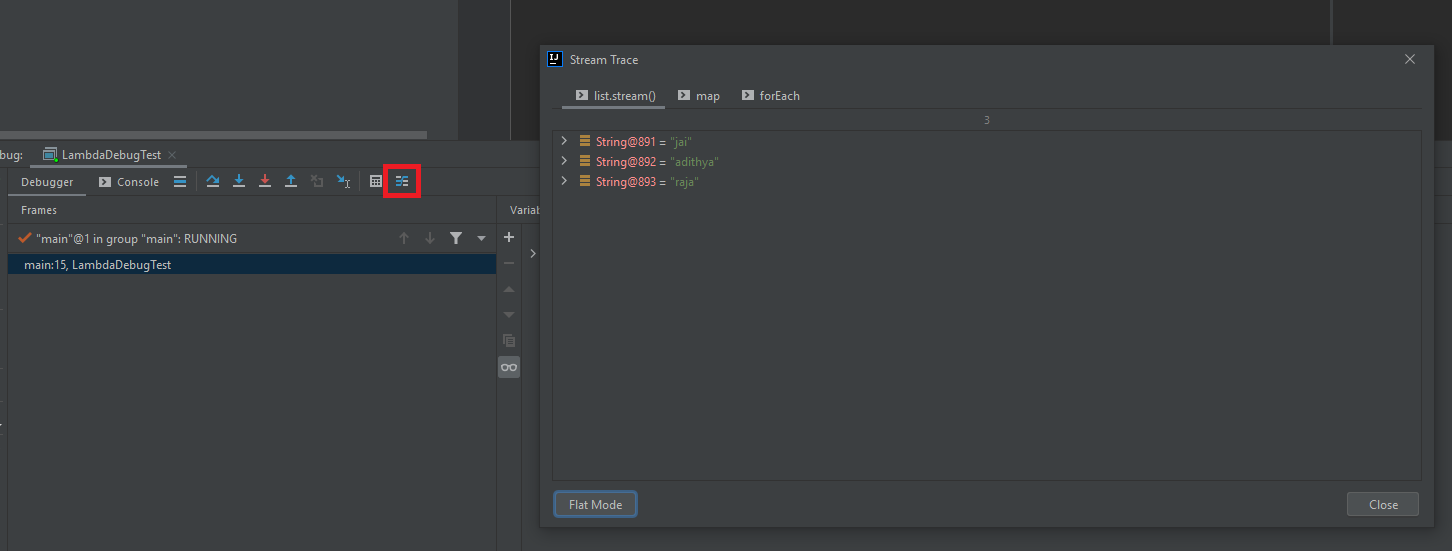 Stream Trace
list.stream() map forEach
3
String@891 = "jai"
String@892 = "adithya"
String@893 = "raja"
Flat Mode Close
bug: LambdaDebugTest
Debugger Console
Frames Variab
"main"@1 in group "main": RUNNING
main:15, LambdaDebugTest